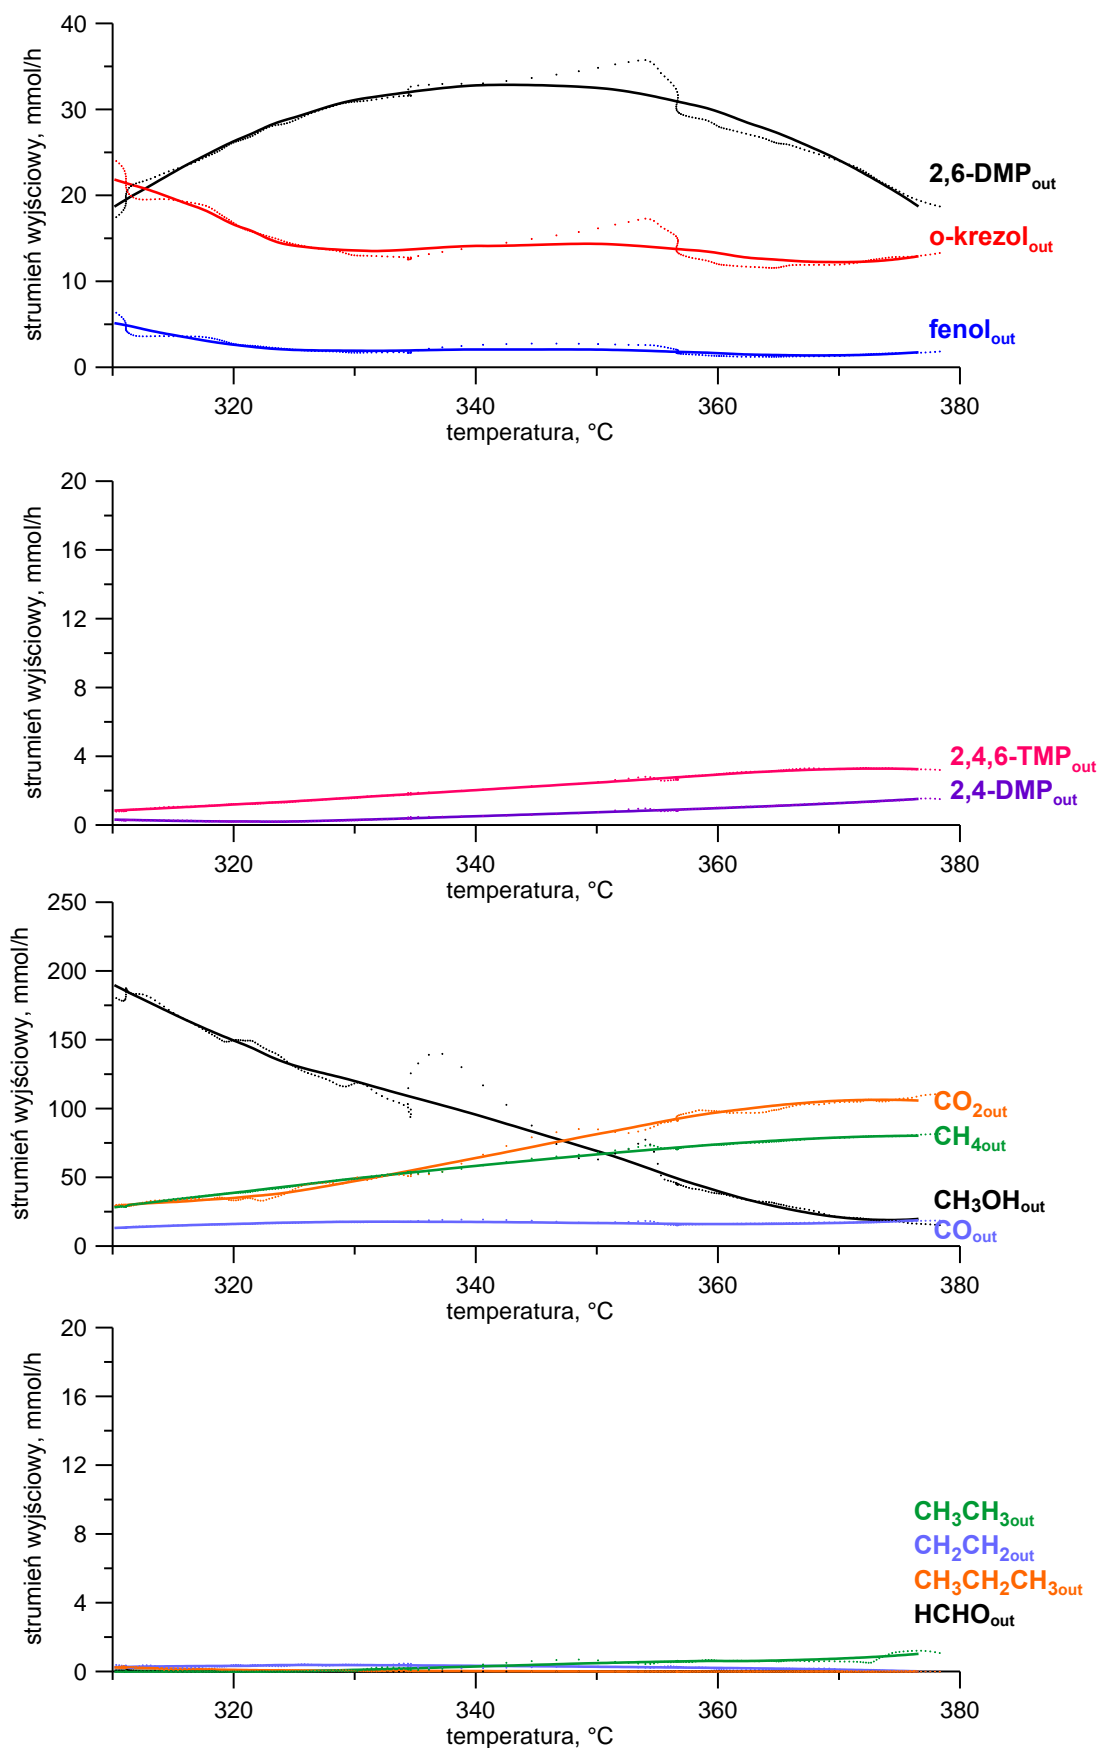 40
30
20
10
0
strumień wyjściowy, mmol/h
2,6-DMPout
o-krezolout
fenolout
320 340 360 380
temperatura, °C
20
16
12
8
4
0
strumień wyjściowy, mmol/h
2,4,6-TMPout
2,4-DMPout
320 340 360 380
temperatura, °C
250
200
150
100
50
0
strumień wyjściowy, mmol/h
CO2out
CH4out
CH3OHout
COout
320 340 360 380
temperatura, °C
20
16
12
8
4
0
strumień wyjściowy, mmol/h
CH3CH3out
CH2CH2out
CH3CH2CH3out
HCHOout
320 340 360 380
temperatura, °C